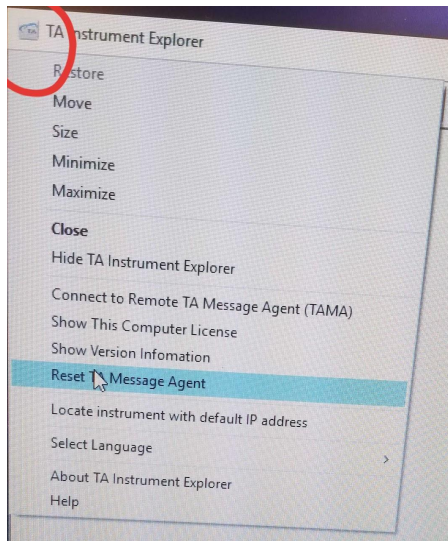 TA Instrument Explorer
Restore
Move
Size
Minimize
Maximize
Close
Hide TA Instrument Explorer
Connect to Remote TA Message Agent (TAMA)
Show This Computer License
Show Version Infomation
Reset TA Message Agent
Locate instrument with default IP address
Select Language
About TA Instrument Explorer
Help